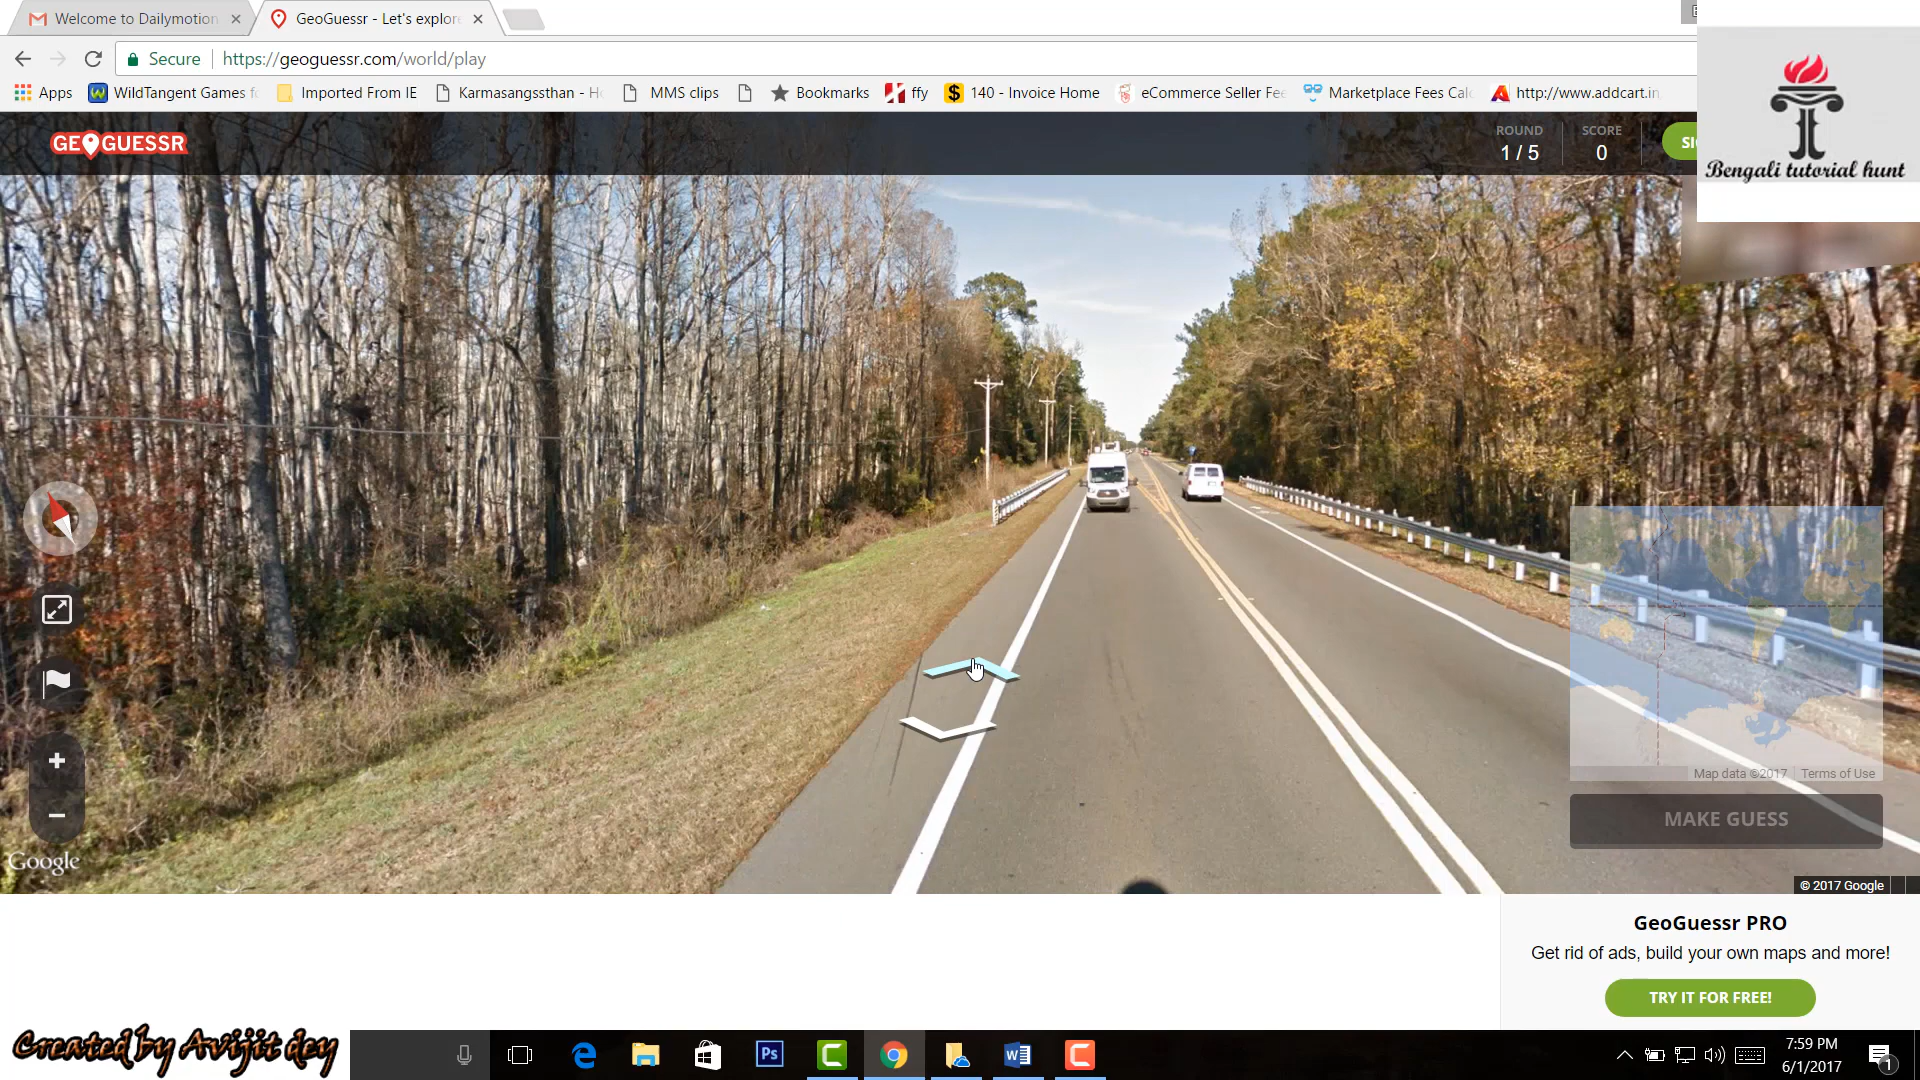 Welcome to Dailymotion
GeoGuessr - Let's explor
Secure
https://geoguessr.com/world/play
Apps
WildTangent Games
Imported From IE
Karmasangssthan - H
MMS clips
Bookmarks
ffy
140 - Invoice Home
eCommerce Seller Fe
Marketplace Fees Cal
http://www.addcart.in
Bengali tutorial hunt
GEOGUESSR
ROUND
1 / 5
SCORE
0
Map data ©2017
Terms of Use
MAKE GUESS
Google
© 2017 Google
GeoGuessr PRO
Get rid of ads, build your own maps and more!
TRY IT FOR FREE!
Created by Avijit dey
Ps
7:59 PM
6/1/2017
1